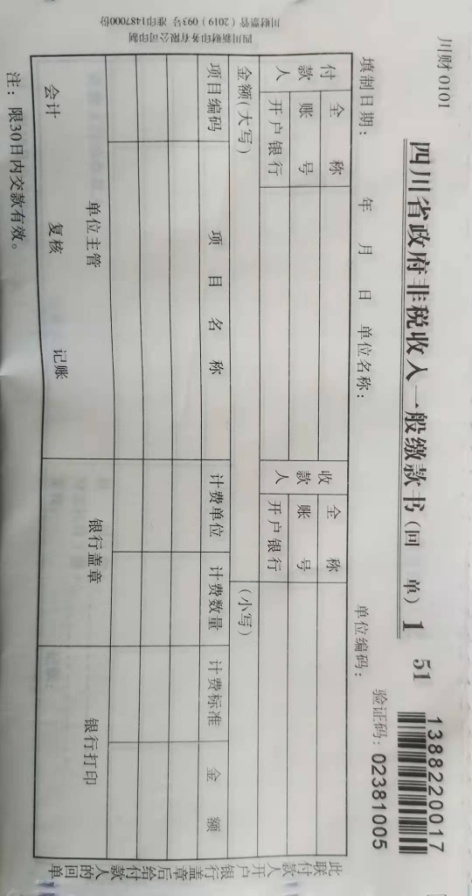 川财 0101
四川省政府非税收入一般缴款书(回 单) 1 51
1388220017
验证码: 02381005
填制日期: 年 月 日 单位名称: 单位编码:
付款人 全 称 收款人 全 称
账 号 账 号
开户银行 开户银行
金额(大写) (小写)
项目编码 项 目 名 称 计费单位 计费数量 计费标准 金 额
单位主管 银行盖章 银行打印
会计 复核 记账
注: 限30日内交款有效。
此联付款人开户银行盖章后给付款人的回单
四川新财印务有限公司印制
川财票管 (2019) 093号 准印1487000份